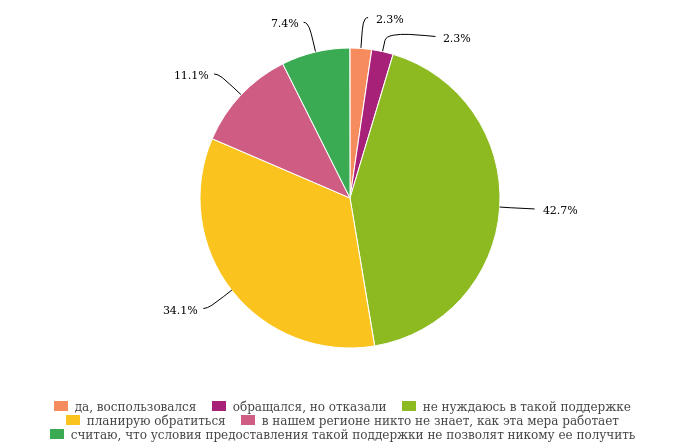 2.3%
7.4%
2.3%
11.1%
42.7%
34.1%
да, воспользовался обращался, но отказали не нуждаюсь в такой поддержке
планирую обратиться в нашем регионе никто не знает, как эта мера работает
считаю, что условия предоставления такой поддержки не позволят никому ее получить